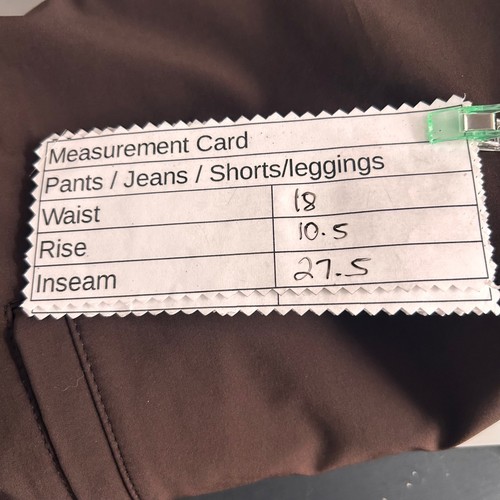 Measurement Card
Pants / Jeans / Shorts/leggings
Waist 18
Rise 10.5
Inseam 27.5